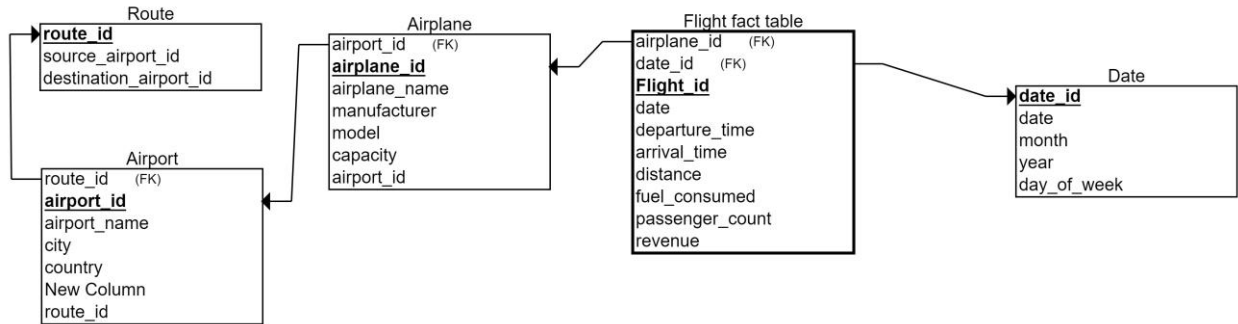 Route
route_id
source_airport_id
destination_airport_id
Airport
route_id (FK)
airport_id
airport_name
city
country
New Column
route_id
Airplane
airport_id (FK)
airplane_id
airplane_name
manufacturer
model
capacity
airport_id
Flight fact table
airplane_id (FK)
date_id (FK)
Flight_id
date
departure_time
arrival_time
distance
fuel_consumed
passenger_count
revenue
Date
date_id
date
month
year
day_of_week